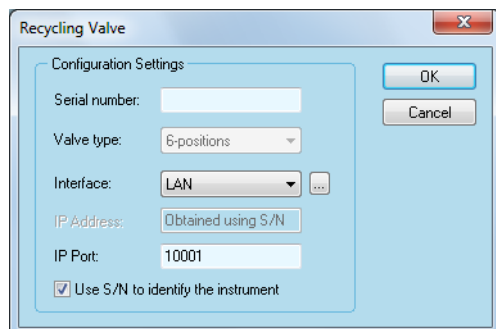 Recycling Valve
Configuration Settings
OK
Serial number:
Cancel
Valve type: 6-positions
Interface: LAN ...
IP Address: Obtained using S/N
IP Port: 10001
Use S/N to identify the instrument